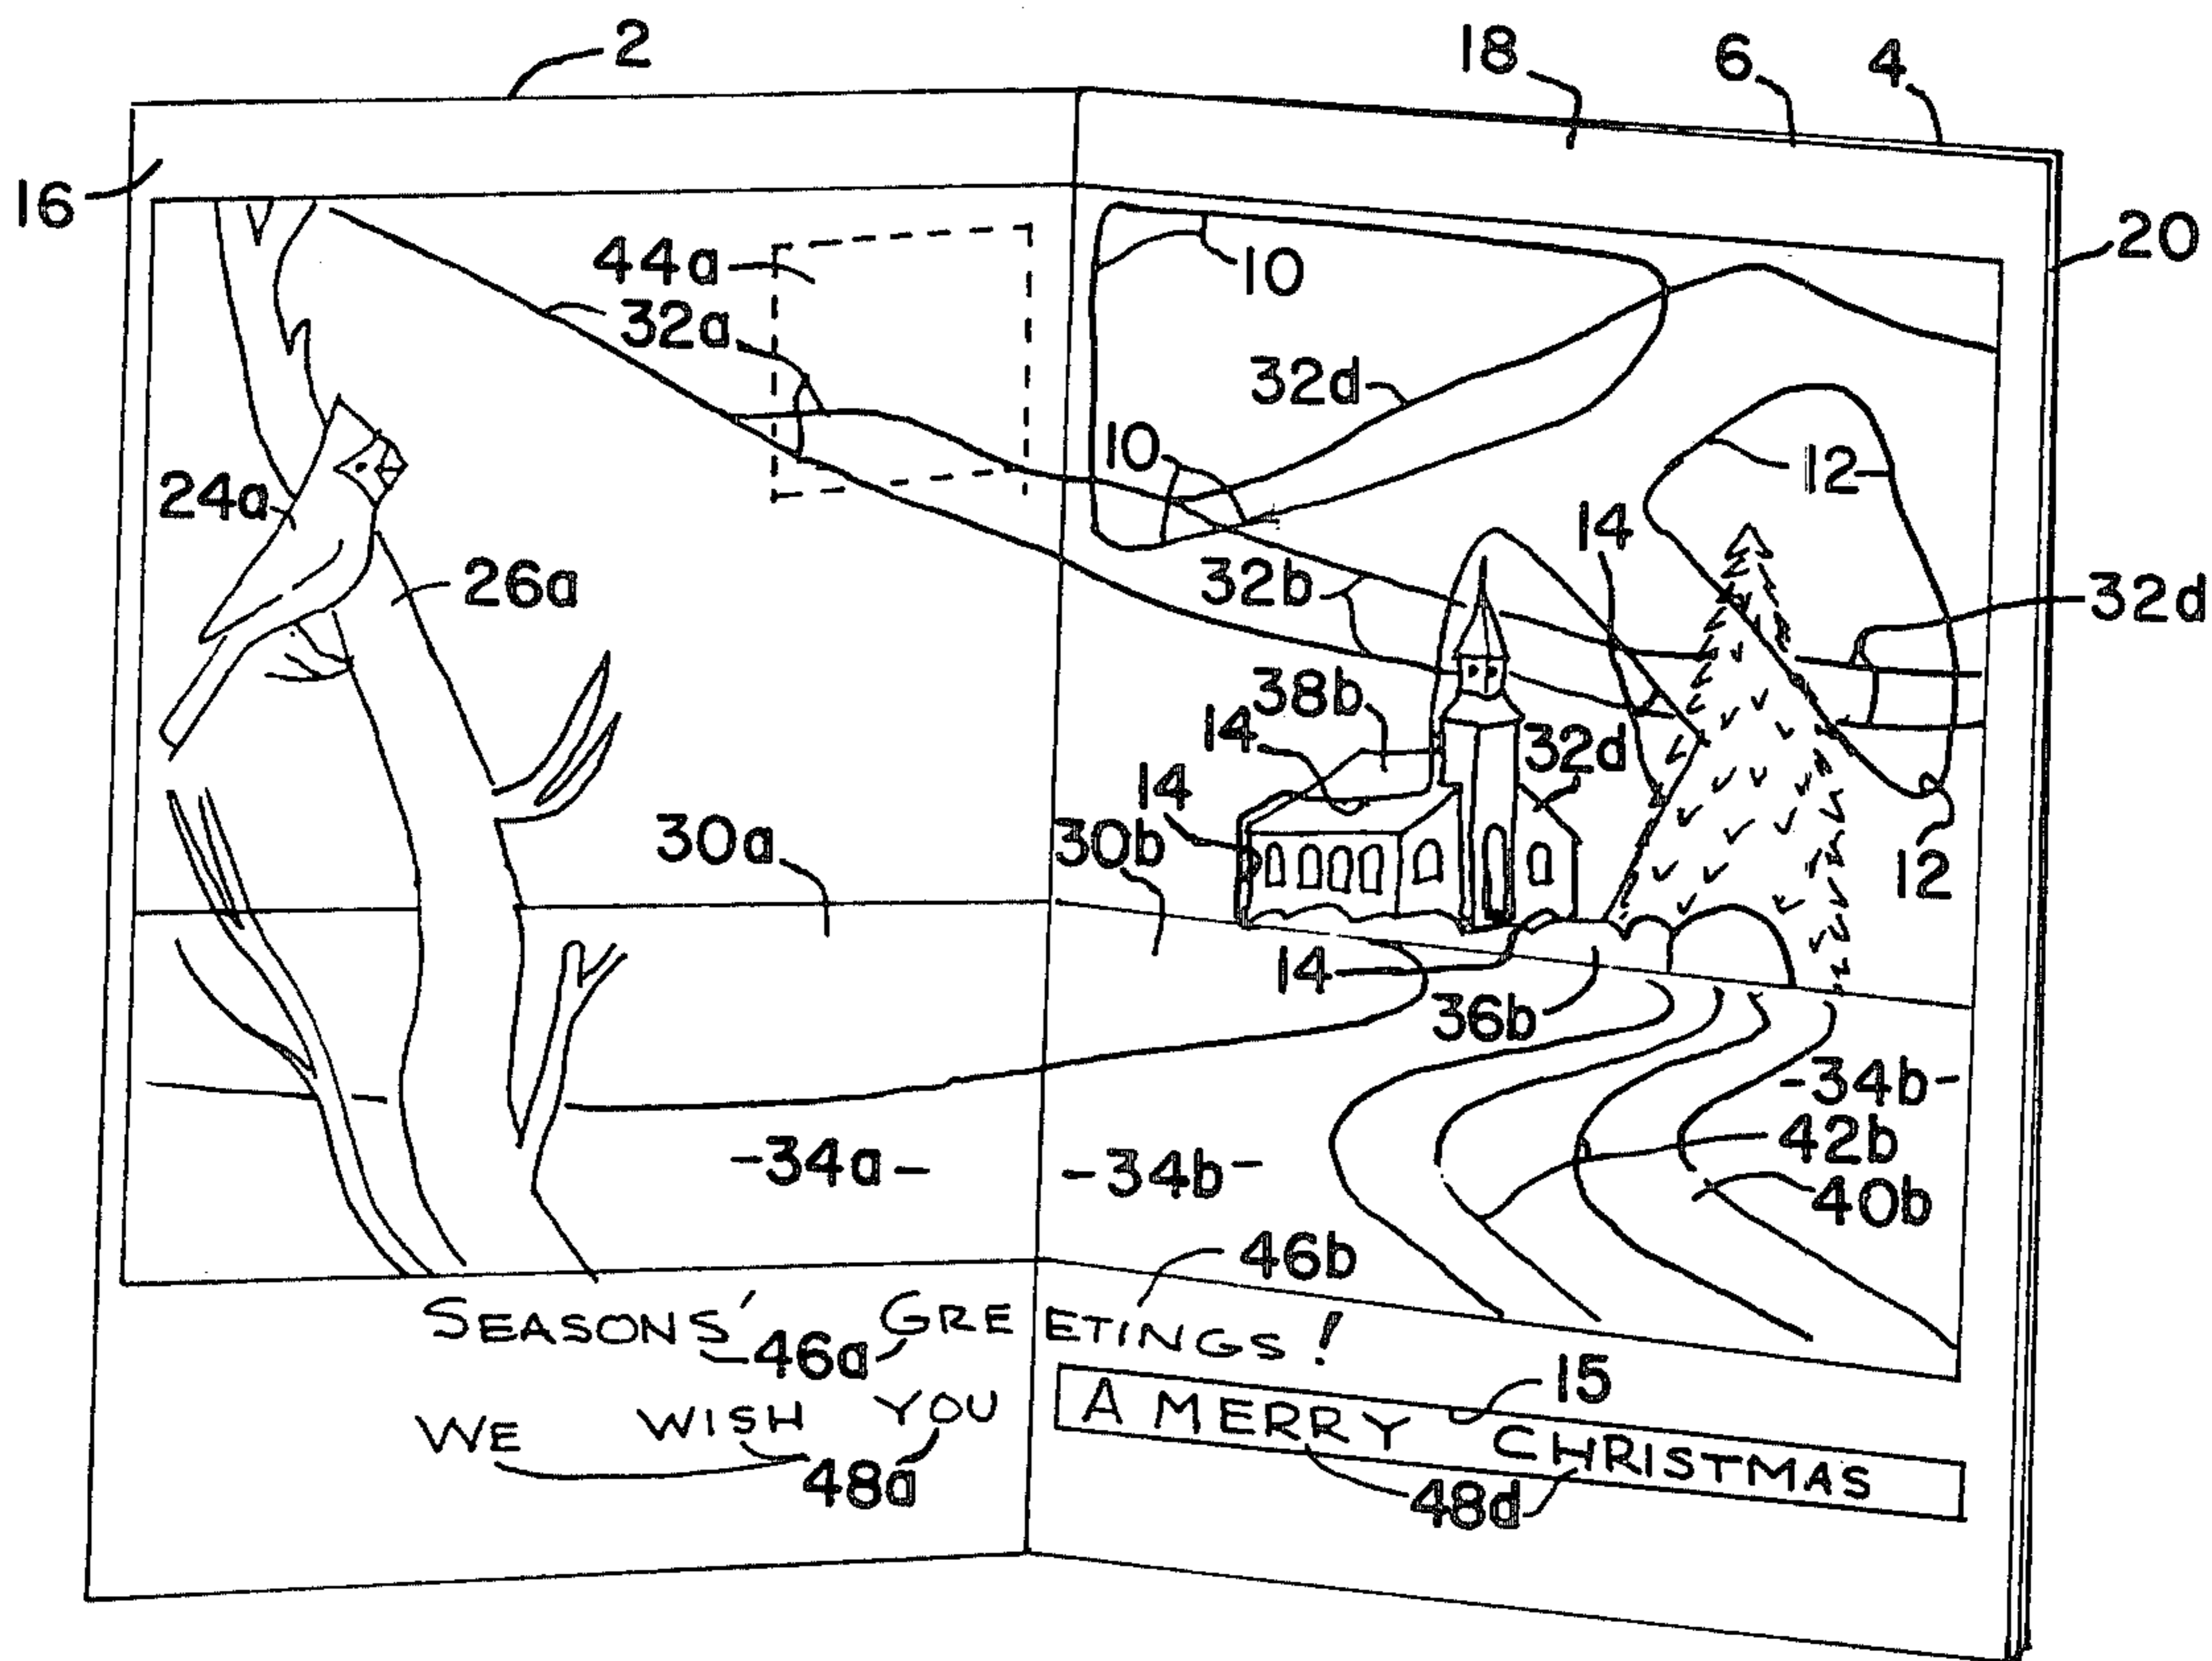 2
18
6
4
16
20
44a
10
32a
32d
10
12
24a
14
26a
32b
32d
38b
14
32d
14
30a
30b
12
14
36b
-34b-
42b
-34a-
-34b-
40b
46b
SEASONS' GREETINGS!
46a
15
WE WISH YOU A MERRY CHRISTMAS
48a
48d